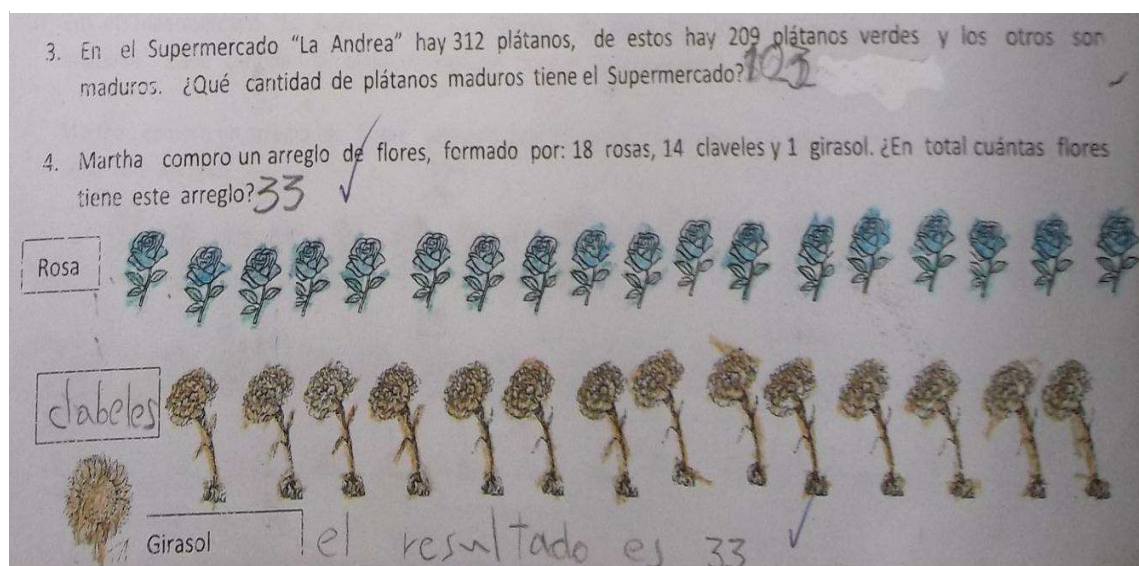 3. En el Supermercado “La Andrea” hay 312 plátanos, de estos hay 209 plátanos verdes y los otros son
maduros. ¿Qué cantidad de plátanos maduros tiene el Supermercado? 103
4. Martha compro un arreglo de flores, formado por: 18 rosas, 14 claveles y 1 girasol. ¿En total cuántas flores
tiene este arreglo? 33
Rosa
clabeles
Girasol el resultado es 33